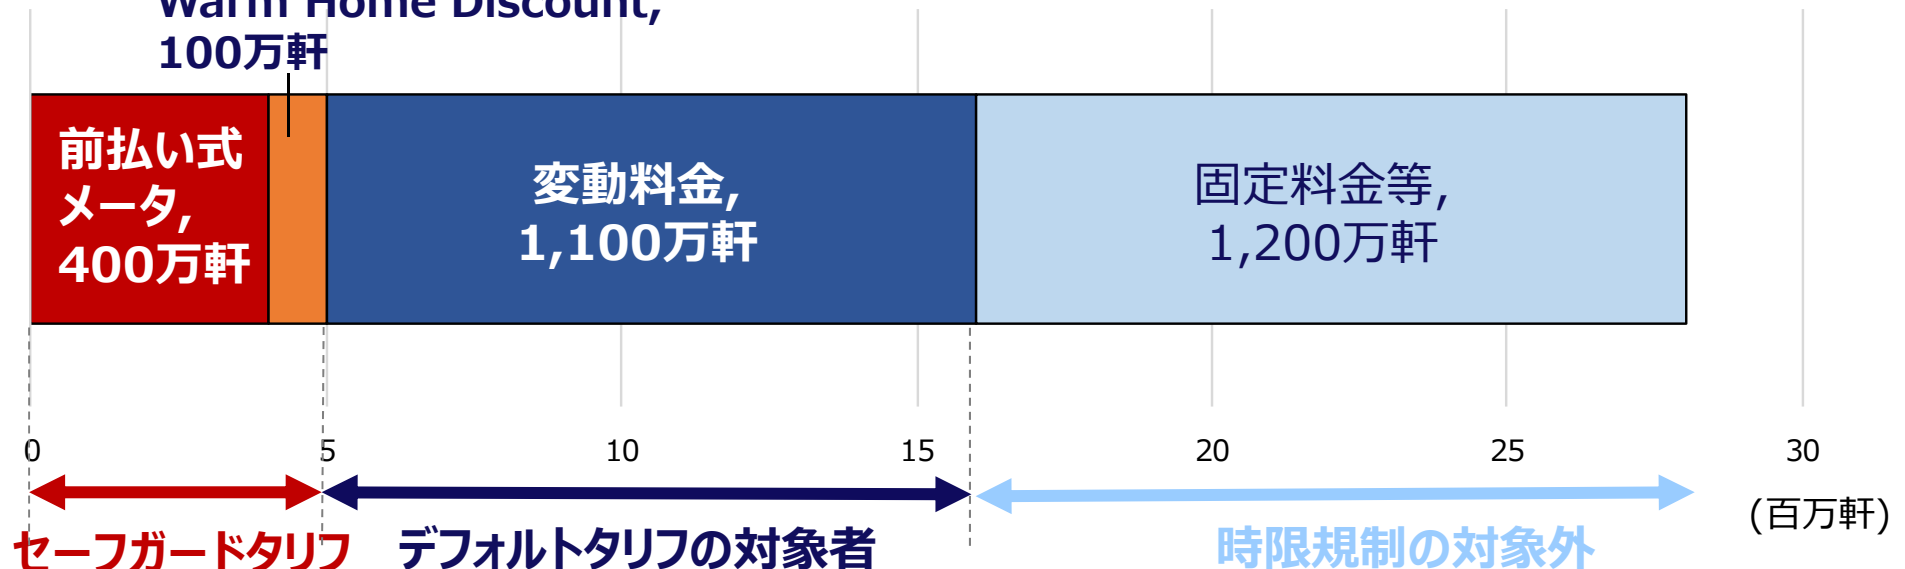 Warm Home Discount,
100万軒
前払い式
メータ,
400万軒
変動料金,
1,100万軒
固定料金等,
1,200万軒
0 5 10 15 20 25 30
(百万軒)
セーフガードタリフ デフォルトタリフの対象者 時限規制の対象外